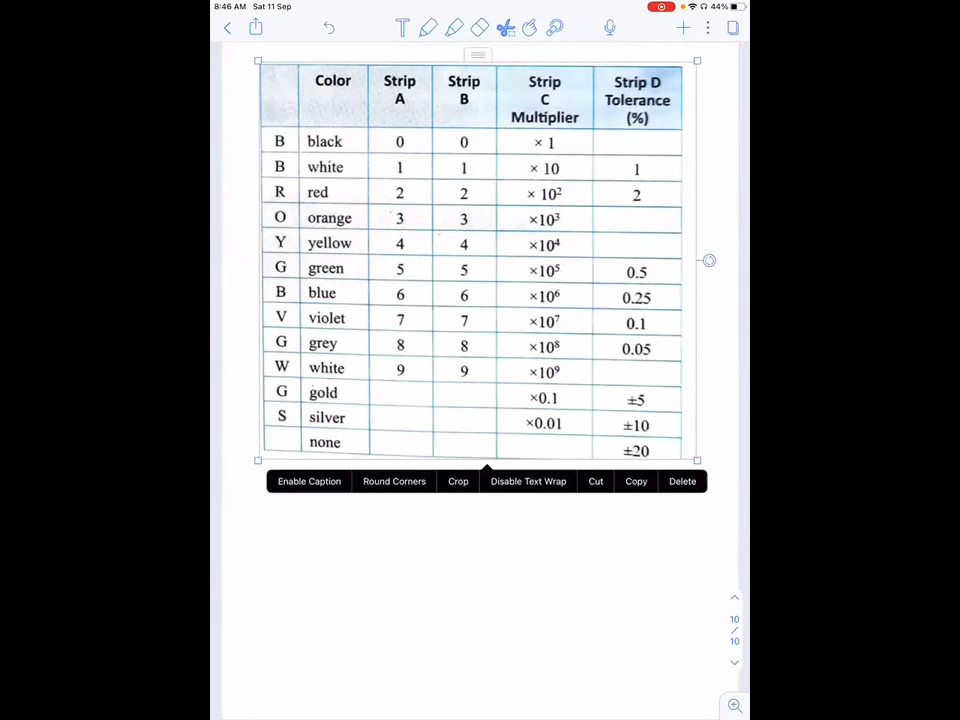 8:46 AM Sat 11 Sep 44%
T
Color Strip A Strip B Strip C Multiplier Strip D Tolerance (%)
B black 0 0 × 1
B white 1 1 × 10 1
R red 2 2 × 10² 2
O orange 3 3 ×10³
Y yellow 4 4 ×10⁴
G green 5 5 ×10⁵ 0.5
B blue 6 6 ×10⁶ 0.25
V violet 7 7 ×10⁷ 0.1
G grey 8 8 ×10⁸ 0.05
W white 9 9 ×10⁹
G gold ×0.1 ±5
S silver ×0.01 ±10
none ±20
Enable Caption Round Corners Crop Disable Text Wrap Cut Copy Delete
10
/
10